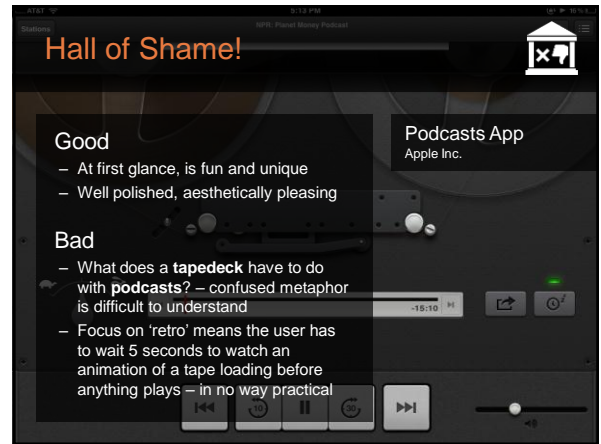 AT&T 5:13 PM 10 %
Stations NPR: Planet Money Podcast
Hall of Shame!
Podcasts App
Apple Inc.
Good
– At first glance, is fun and unique
– Well polished, aesthetically pleasing
Bad
– What does a tapedeck have to do
with podcasts? – confused metaphor
is difficult to understand
– Focus on ‘retro’ means the user has
to wait 5 seconds to watch an
animation of a tape loading before
anything plays – in no way practical
-15:10
10 30